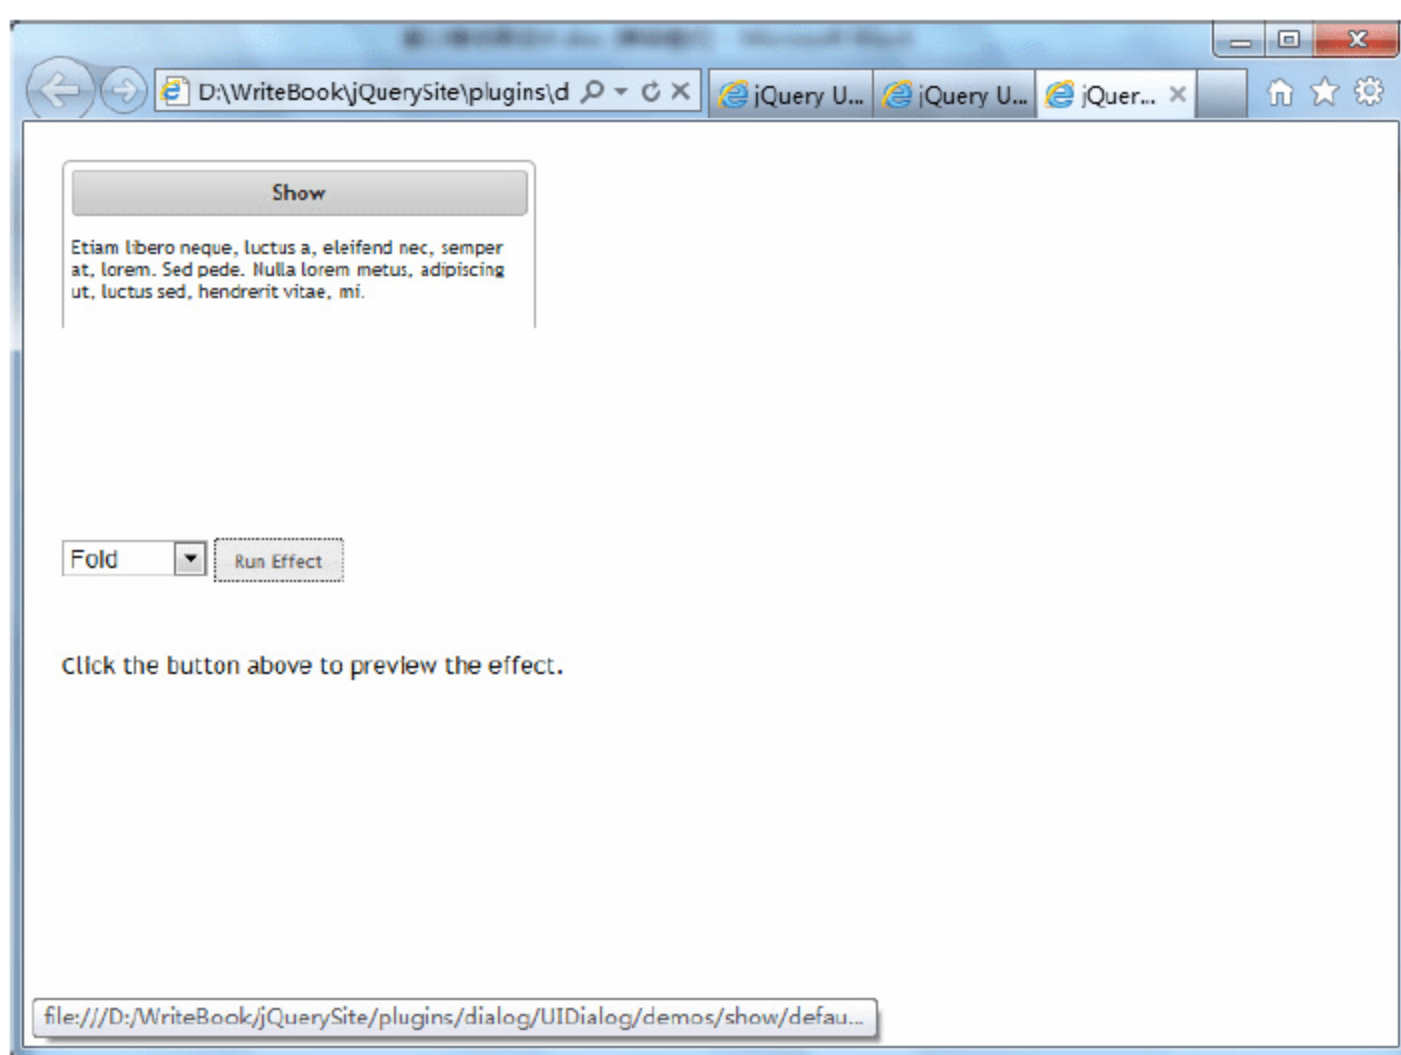 D:\WriteBook\jQuerySite\plugins\d
jQuery U...
jQuery U...
jQuer...
Show
Etiam libero neque, luctus a, eleifend nec, semper
at, lorem. Sed pede. Nulla lorem metus, adipiscing
ut, luctus sed, hendrerit vitae, mi.
Fold
Run Effect
Click the button above to preview the effect.
file:///D:/WriteBook/jQuerySite/plugins/dialog/UIDialog/demos/show/defau...